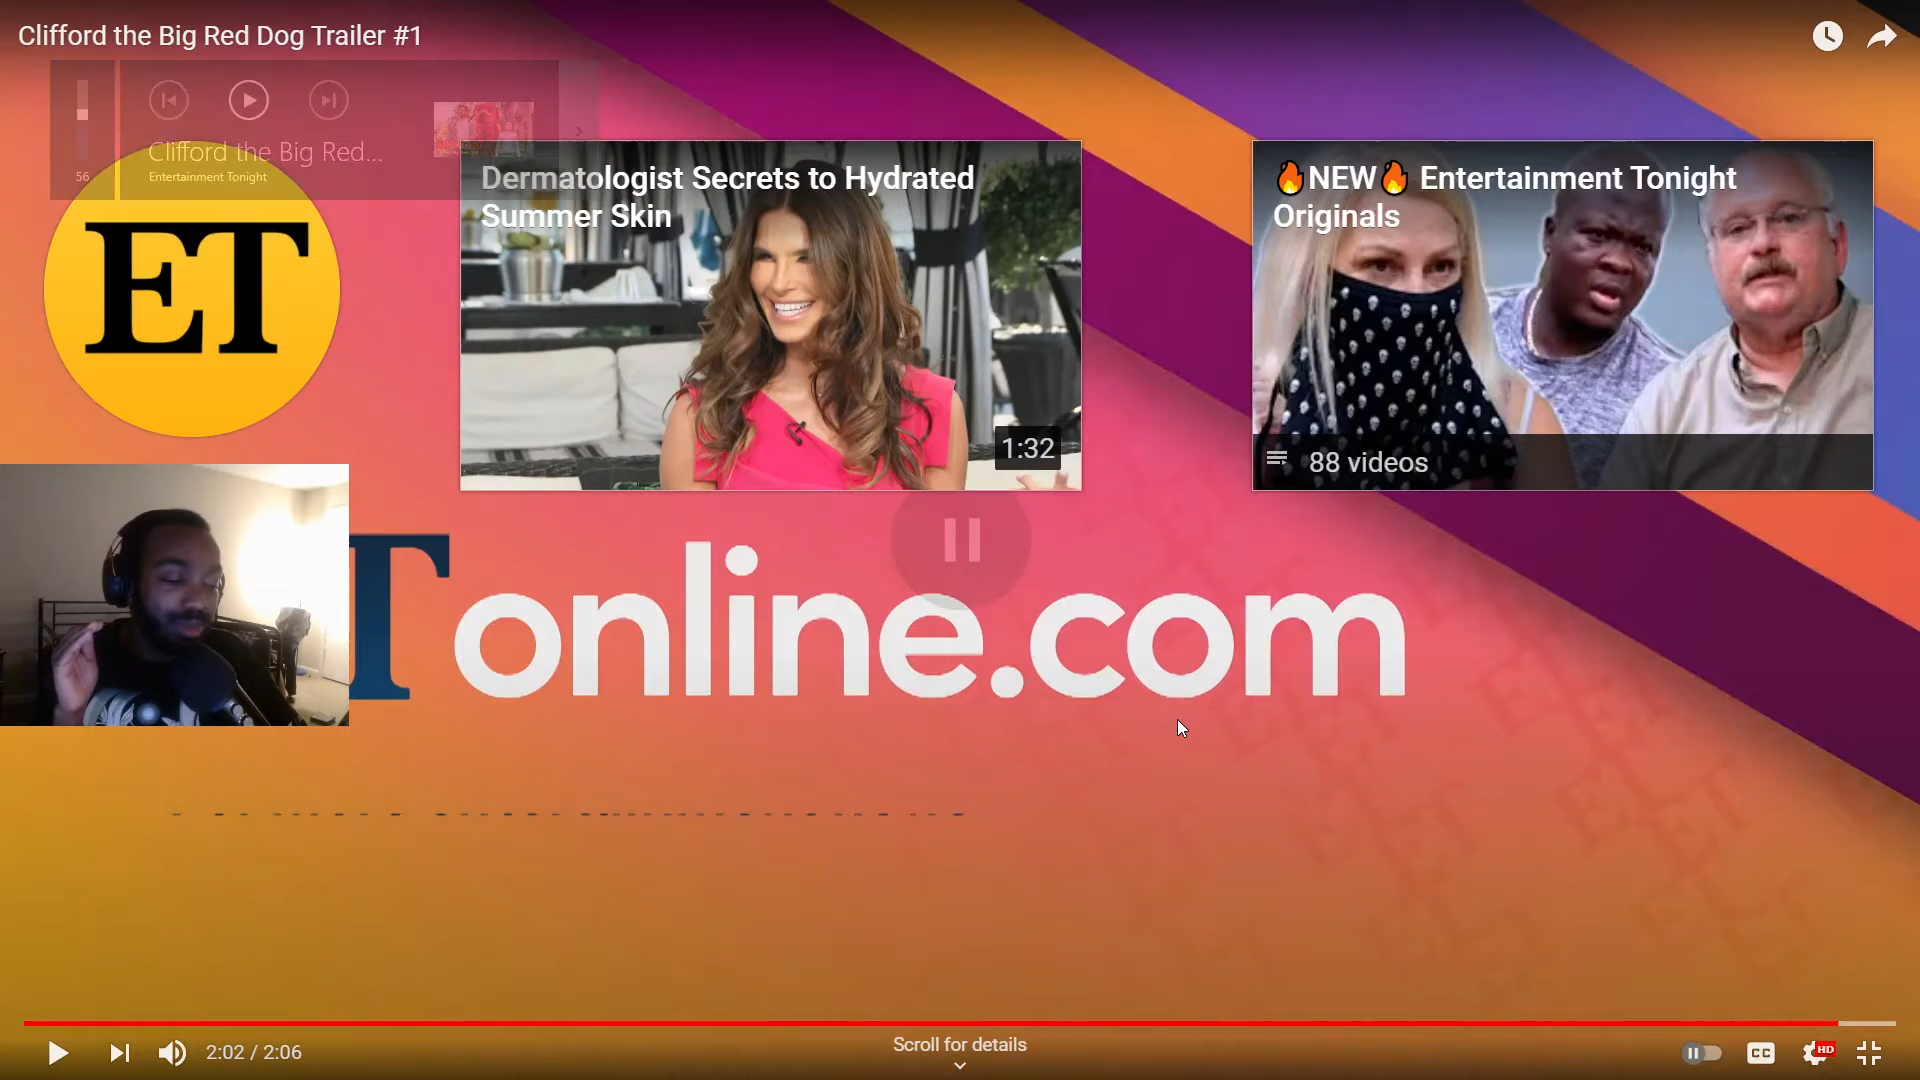 Clifford the Big Red Dog Trailer #1
Clifford the Big Red...
Entertainment Tonight
56
ET
Dermatologist Secrets to Hydrated
Summer Skin
1:32
🔥NEW🔥 Entertainment Tonight
Originals
88 videos
Tonline.com
2:02 / 2:06
Scroll for details
CC
HD